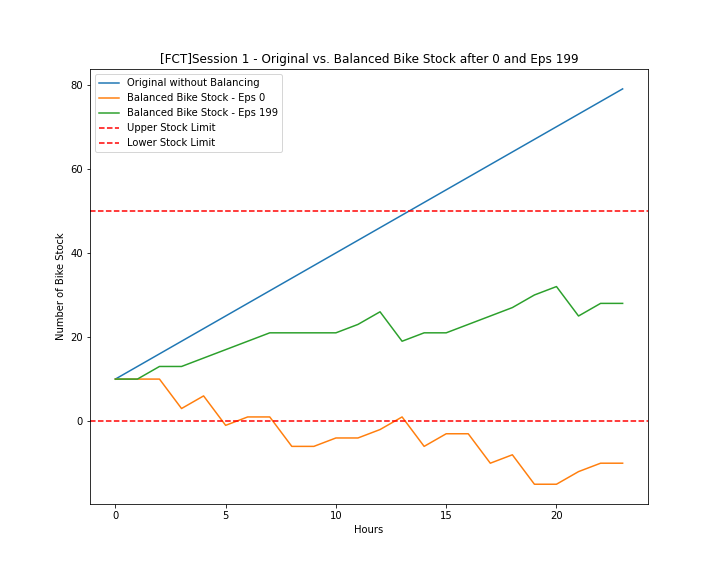 [FCT]Session 1 - Original vs. Balanced Bike Stock after 0 and Eps 199
Original without Balancing
Balanced Bike Stock - Eps 0
Balanced Bike Stock - Eps 199
Upper Stock Limit
Lower Stock Limit
Number of Bike Stock
80
60
40
20
0
0 5 10 15 20
Hours